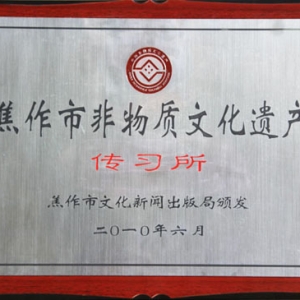 焦作市非物质文化遗产
传习所
焦作市文化新闻出版局颁发
二〇一〇年六月